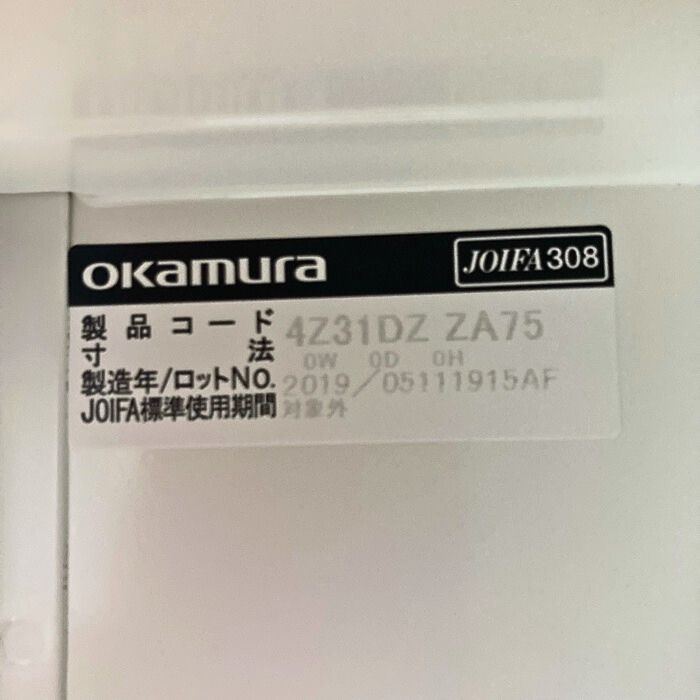 okamura JOIFA308
製品コード 4Z31DZ ZA75
寸法 0W 0D 0H
製造年/ロットNO. 2019/05111915AF
JOIFA標準使用期間 対象外